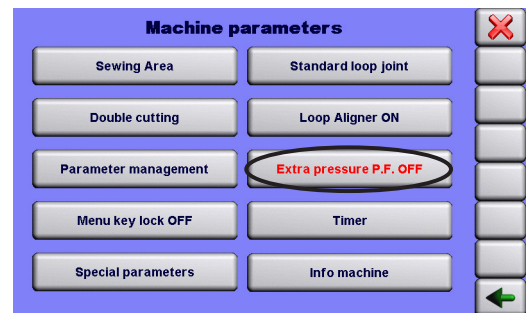 Machine parameters
Sewing Area
Standard loop joint
Double cutting
Loop Aligner ON
Parameter management
Extra pressure P.F. OFF
Menu key lock OFF
Timer
Special parameters
Info machine